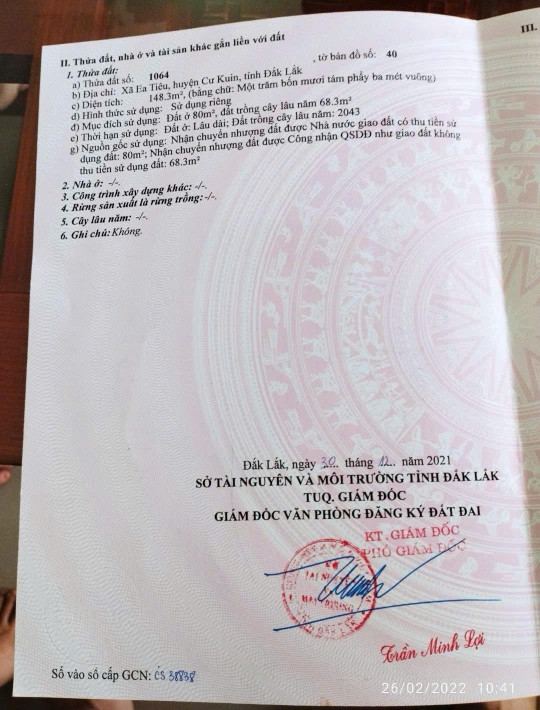 III.
II. Thửa đất, nhà ở và tài sản khác gắn liền với đất
1. Thửa đất:
a) Thửa đất số: 1064 , tờ bản đồ số: 40
b) Địa chỉ: Xã Ea Tiêu, huyện Cư Kuin, tỉnh Đắk Lắk
c) Diện tích: 148.3m², (bằng chữ: Một trăm bốn mươi tám phẩy ba mét vuông)
d) Hình thức sử dụng: Sử dụng riêng
đ) Mục đích sử dụng: Đất ở 80m², đất trồng cây lâu năm 68.3m²
e) Thời hạn sử dụng: Đất ở: Lâu dài; Đất trồng cây lâu năm: 2043
g) Nguồn gốc sử dụng: Nhận chuyển nhượng đất được Nhà nước giao đất có thu tiền sử
dụng đất: 80m²; Nhận chuyển nhượng đất được Công nhận QSDĐ như giao đất không
thu tiền sử dụng đất: 68.3m²
2. Nhà ở: -/-.
3. Công trình xây dựng khác: -/-.
4. Rừng sản xuất là rừng trồng: -/-.
5. Cây lâu năm: -/-.
6. Ghi chú: Không.
Đắk Lắk, ngày 30 tháng 12 năm 2021
SỞ TÀI NGUYÊN VÀ MÔI TRƯỜNG TỈNH ĐẮK LẮK
TUQ. GIÁM ĐỐC
GIÁM ĐỐC VĂN PHÒNG ĐĂNG KÝ ĐẤT ĐAI
KT. GIÁM ĐỐC
PHÓ GIÁM ĐỐC
Trần Minh Lợi
Số vào sổ cấp GCN: CS 38838
26/02/2022 10:41